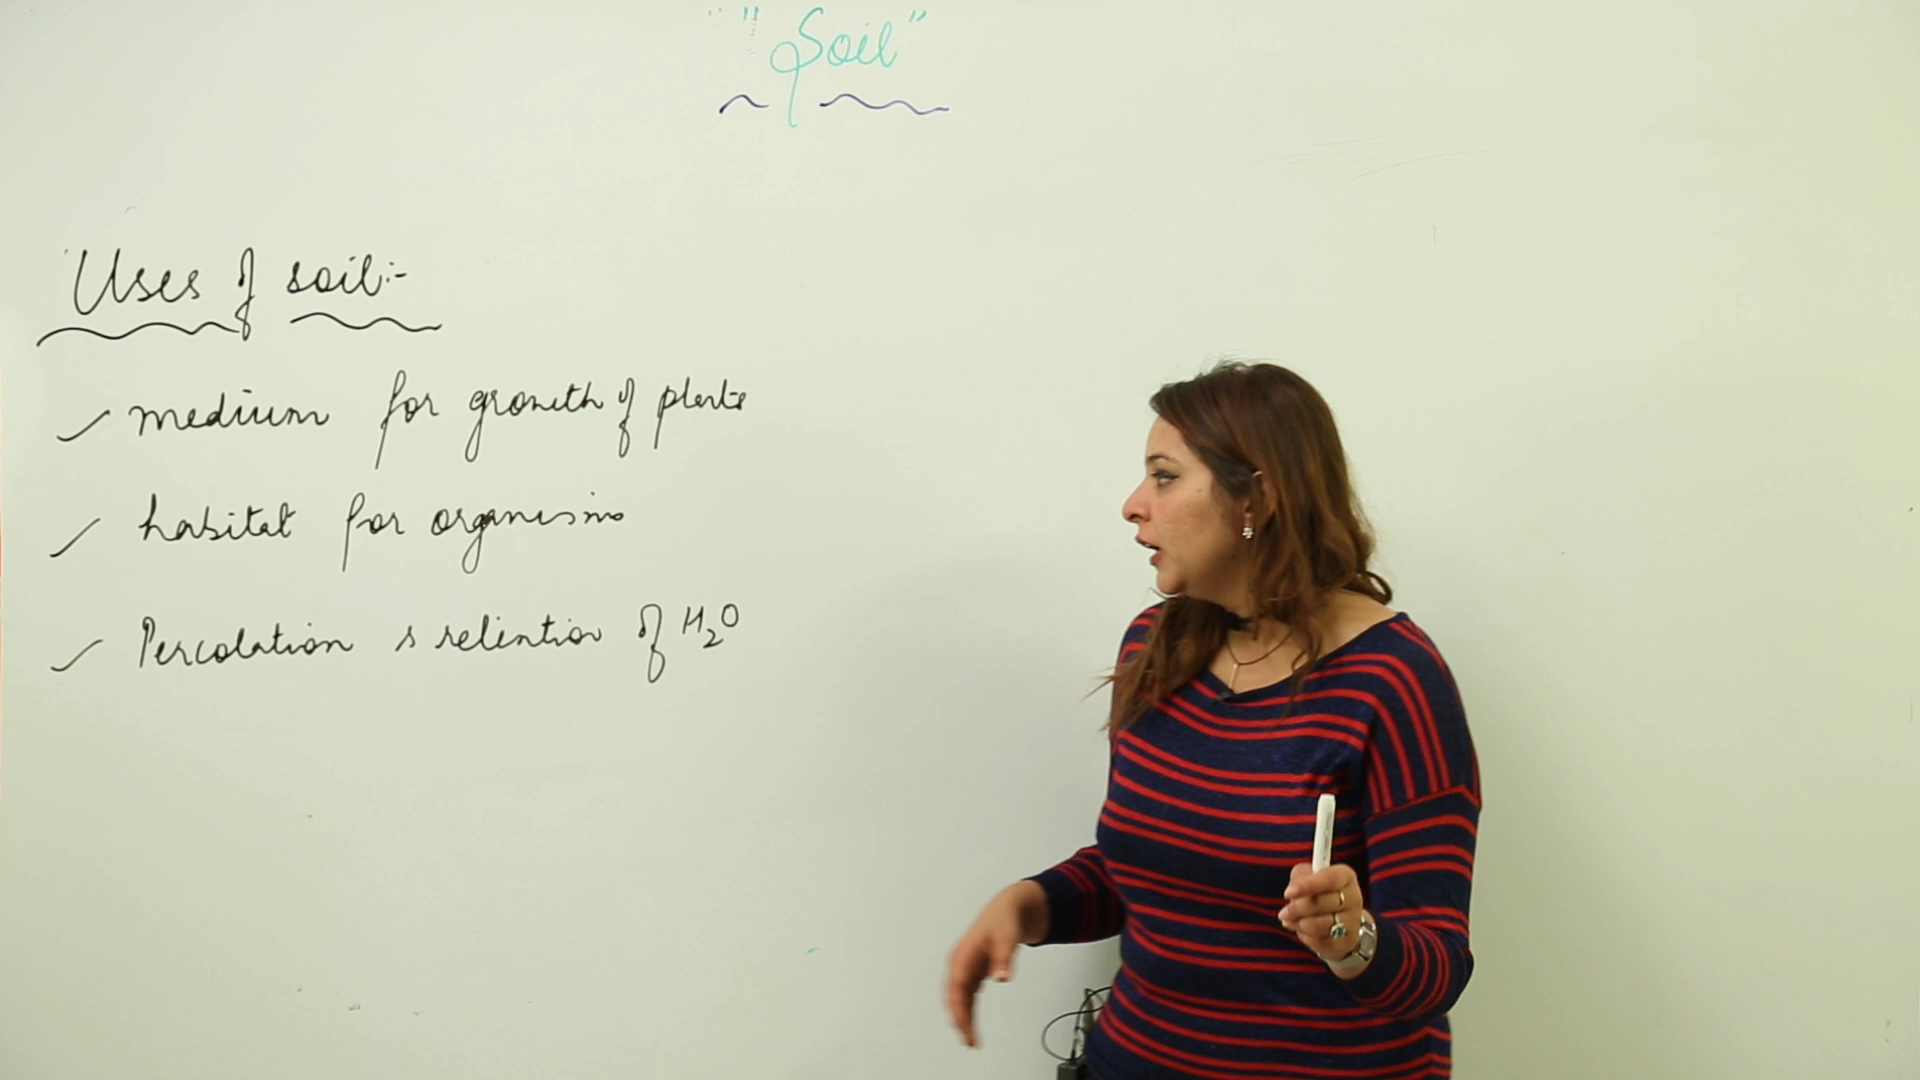 "Soil"
Uses of soil:-
medium for growth of plants
habitat for organisms
Percolation & retention of H₂O